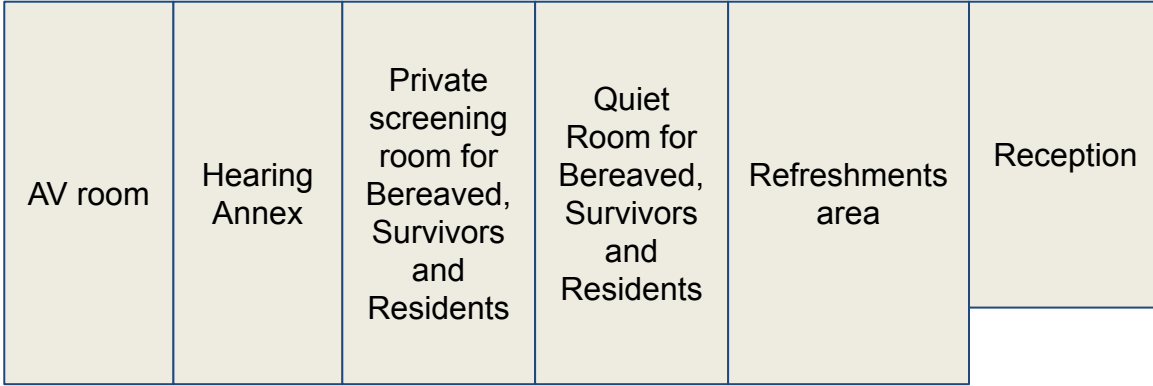 AV room
Hearing
Annex
Private
screening
room for
Bereaved,
Survivors
and
Residents
Quiet
Room for
Bereaved,
Survivors
and
Residents
Refreshments
area
Reception